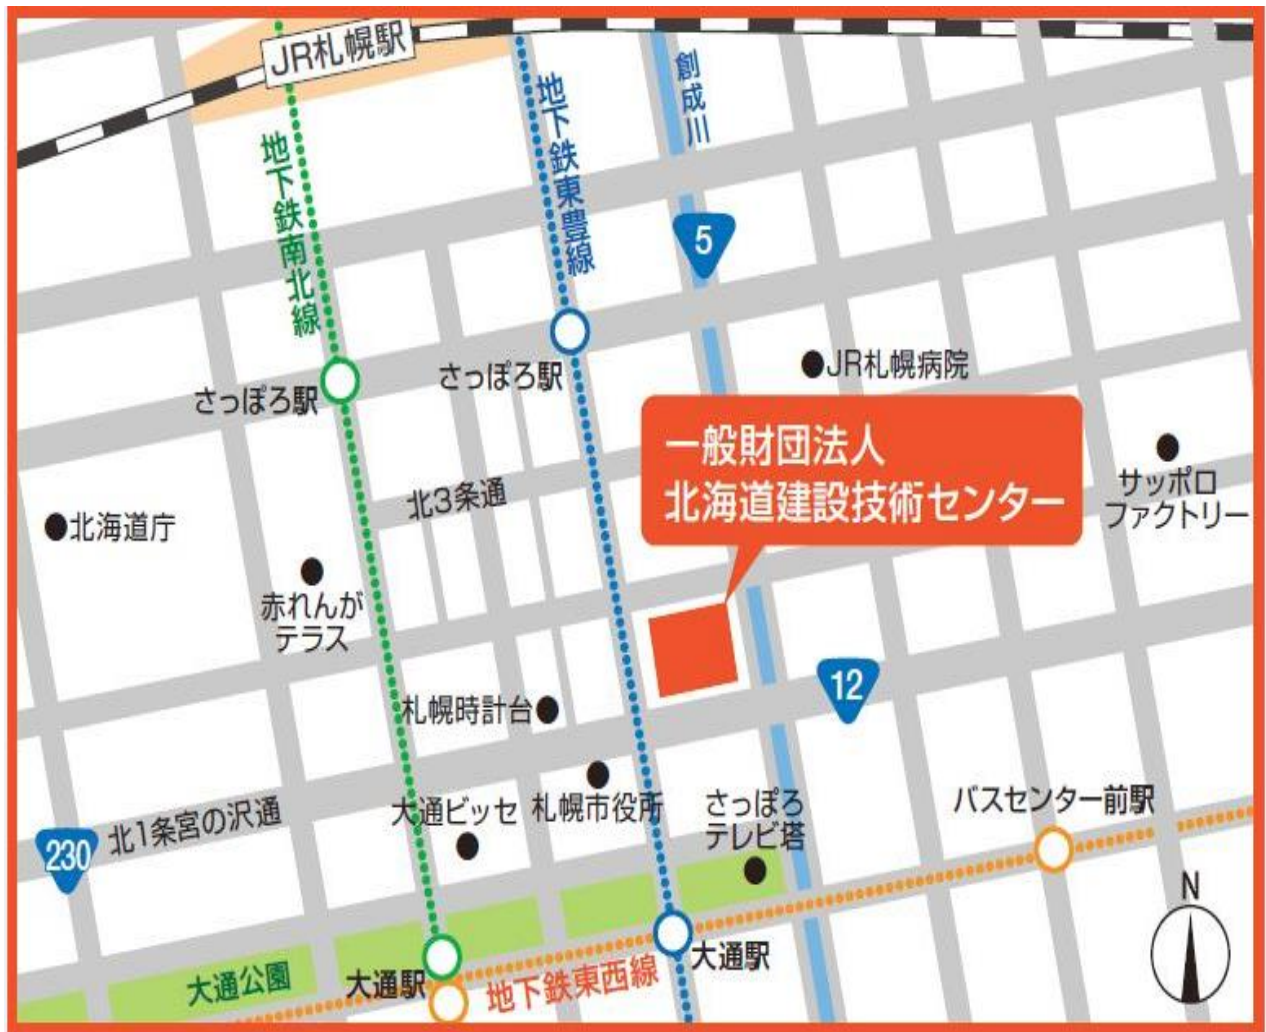 JR札幌駅
創成川
地下鉄東豊線
地下鉄南北線
5
JR札幌病院
さっぽろ駅
さっぽろ駅
一般財団法人
北海道建設技術センター
サッポロ
ファクトリー
北3条通
北海道庁
赤れんが
テラス
12
札幌時計台
北1条宮の沢通
230
大通ビッセ
札幌市役所
さっぽろ
テレビ塔
バスセンター前駅
N
大通公園
大通駅
地下鉄東西線
大通駅